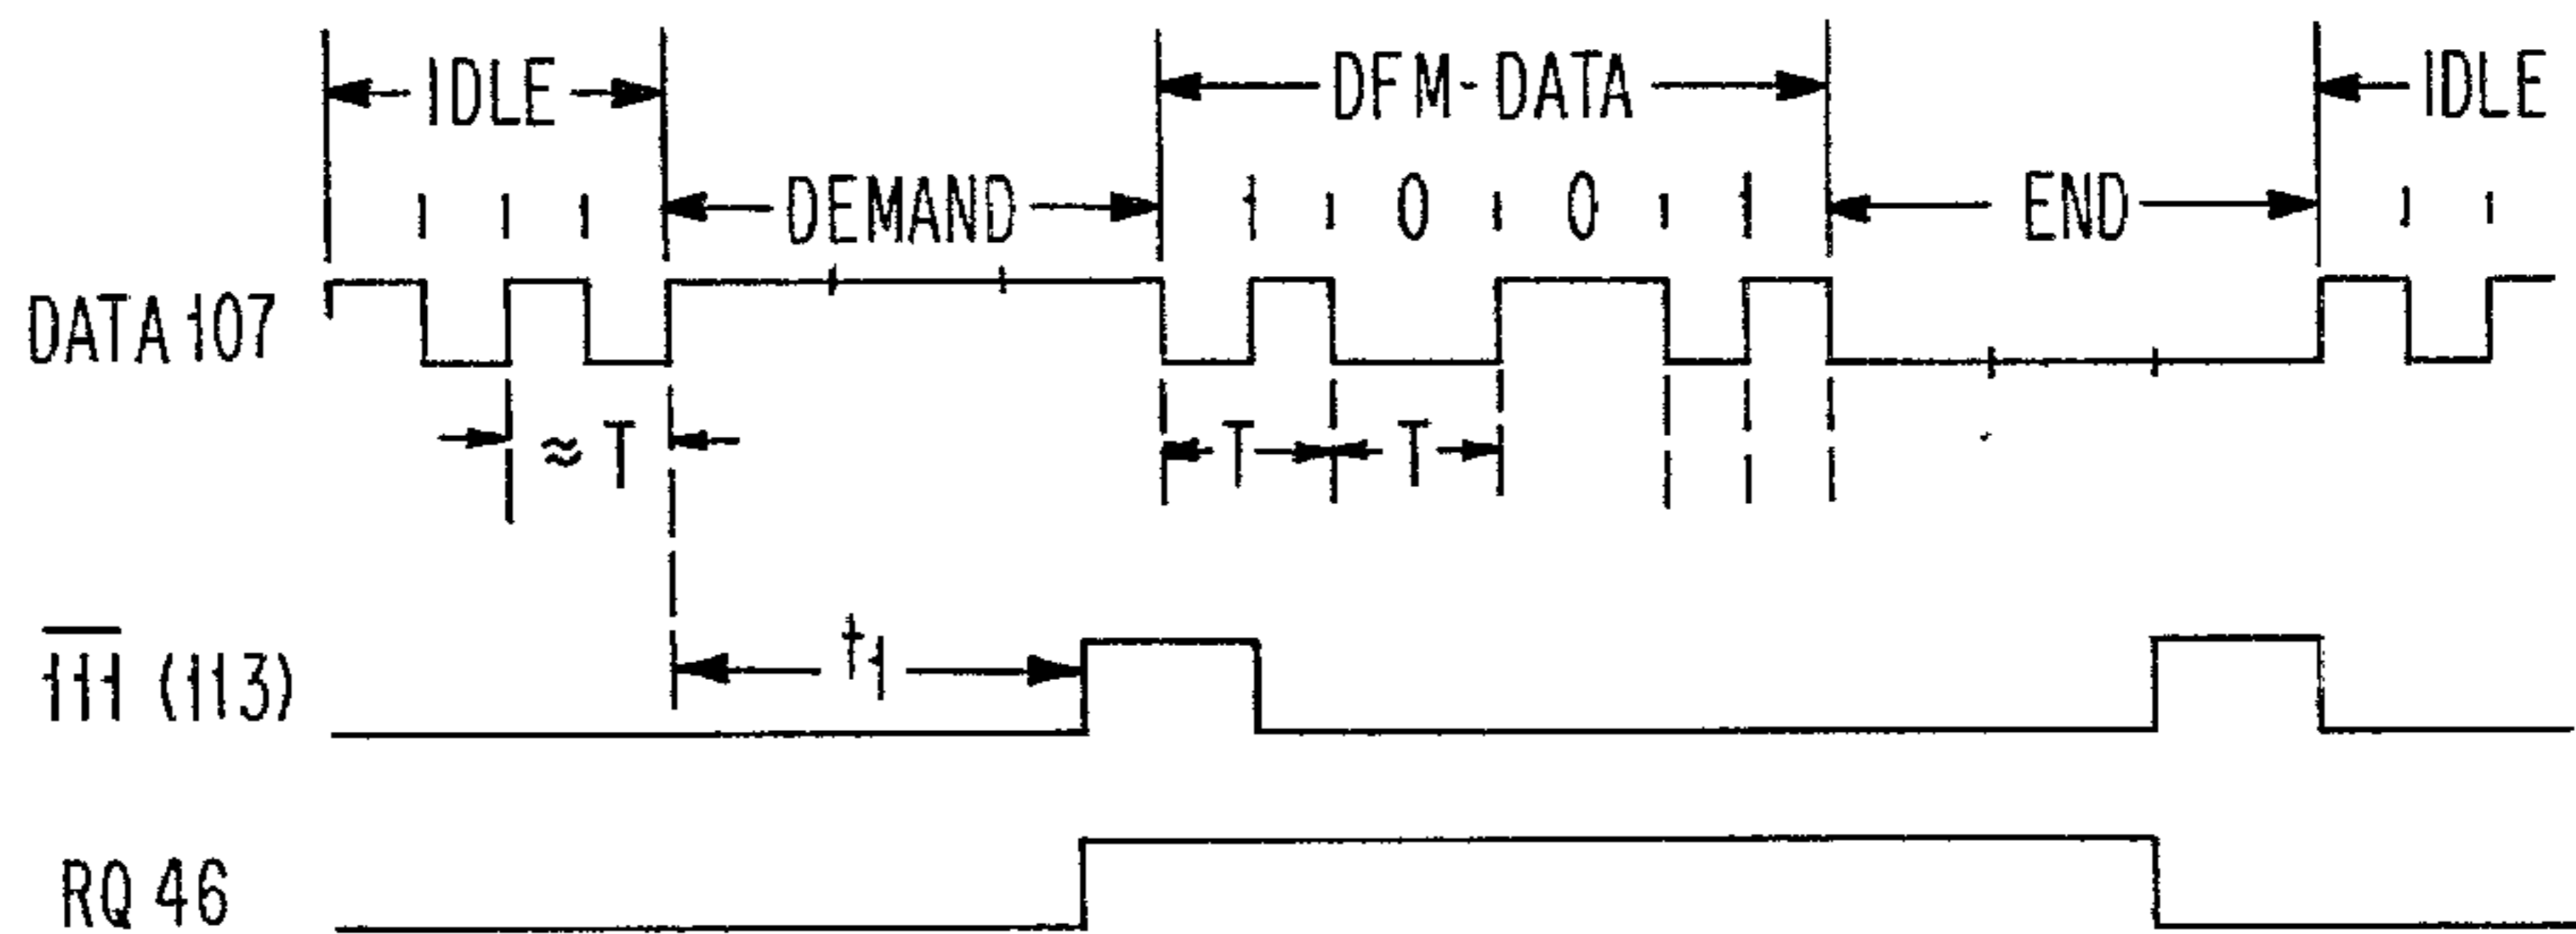 IDLE DFM-DATA IDLE
DEMAND 1 0 0 1 END
DATA 107
≈ T T T
t1
111 (113)
RQ 46